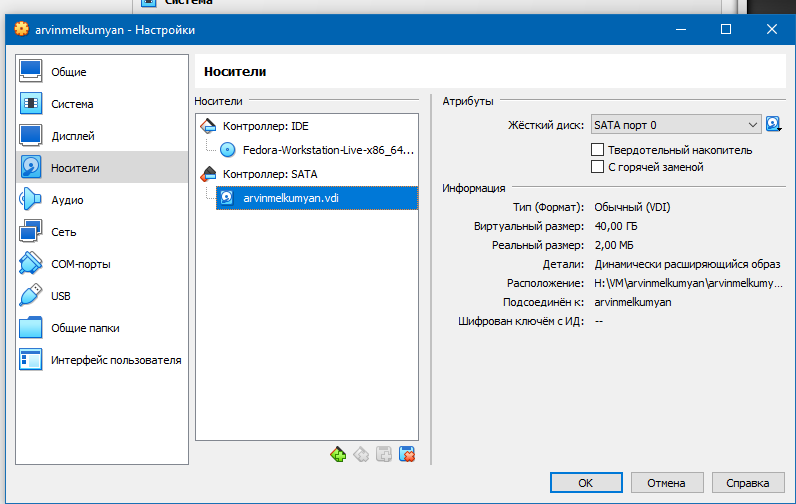 Система
arvinmelkumyan - Настройки
Общие
Система
Дисплей
Носители
Аудио
Сеть
COM-порты
USB
Общие папки
Интерфейс пользователя
Носители
Носители
Контроллер: IDE
Fedora-Workstation-Live-x86_64...
Контроллер: SATA
arvinmelkumyan.vdi
Атрибуты
Жёсткий диск: SATA порт 0
Твердотельный накопитель
С горячей заменой
Информация
Тип (Формат): Обычный (VDI)
Виртуальный размер: 40,00 ГБ
Реальный размер: 2,00 МБ
Детали: Динамически расширяющийся образ
Расположение: H:\VM\arvinmelkumyan\arvinmelkumy...
Подсоединён к: arvinmelkumyan
Шифрован ключём с ИД: --
OK Отмена Справка